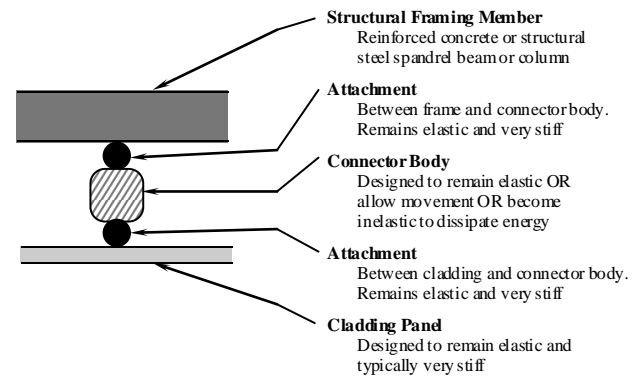 Structural Framing Member
Reinforced concrete or structural
steel spandrel beam or column
Attachment
Between frame and connector body.
Remains elastic and very stiff
Connector Body
Designed to remain elastic OR
allow movement OR become
inelastic to dissipate energy
Attachment
Between cladding and connector body.
Remains elastic and very stiff
Cladding Panel
Designed to remain elastic and
typically very stiff